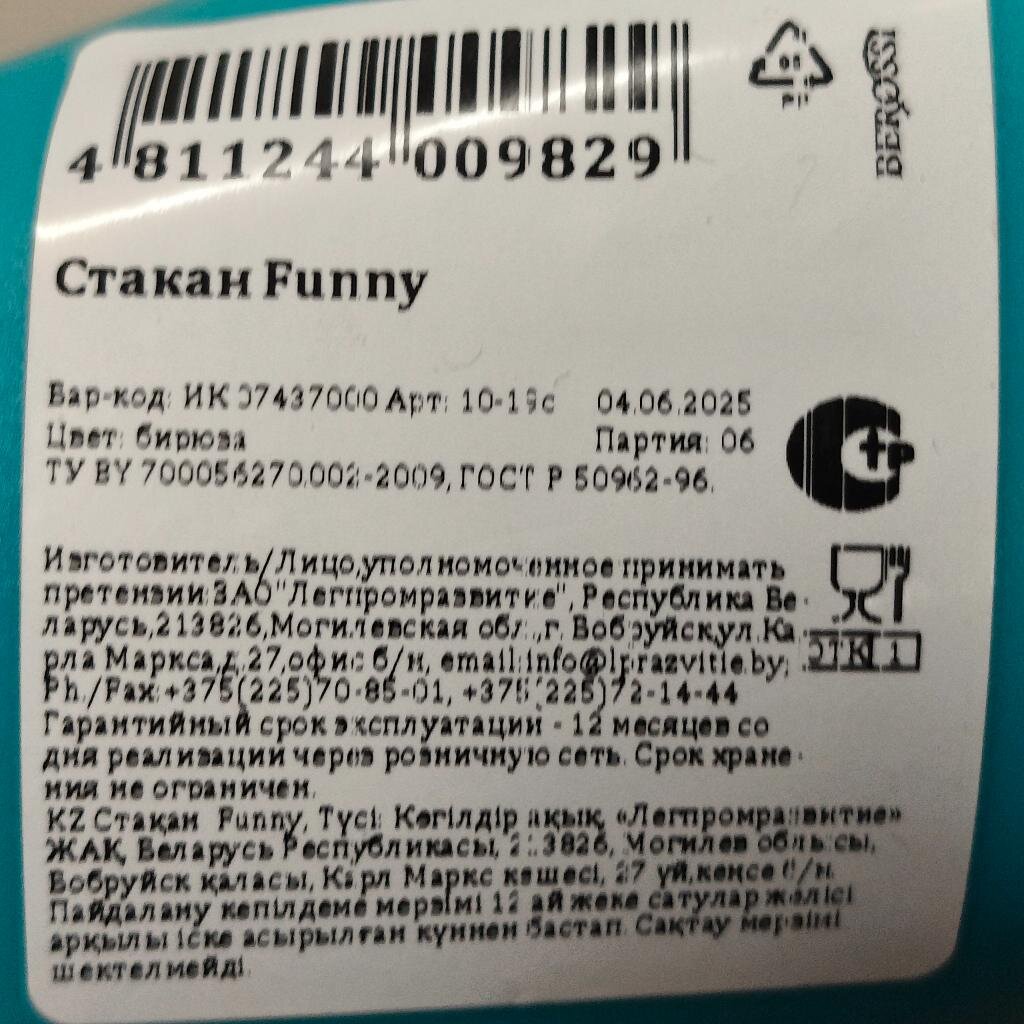 4 811244 009829
05
BEROSSI
Стакан Funny
Бар-код: ИК 07437000 Арт: 10-19с 04.06.2025
Цвет: бирюза Партия: 06
ТУ BY 700056270.002-2009, ГОСТ Р 50962-96.
Изготовитель/Лицо,уполномоченное принимать
претензии:ЗАО"Легпромразвитие", Республика Бе-
ларусь,213826,Могилевская обл.,г. Бобруйск,ул.Ка-
рла Маркса,д.27,офис б/н, email:info@lprazvitie.by;
Ph./Fax:+375(225)70-85-01, +375(225)72-14-44
Гарантийный срок эксплуатации - 12 месяцев со
дня реализации через розничную сеть. Срок хране-
ния не ограничен.
ОТК 1
KZ Стақан Funny, Түсі: Көгілдір ақық, «Легпромразвитие»
ЖАҚ, Беларусь Республикасы, 213826, Могилев облысы,
Бобруйск қаласы, Карл Маркс көшесі, 27 үй,кеңсе б/н.
Пайдалану кепілдеме мерзімі 12 ай жеке сатулар желісі
арқылы іске асырылған күннен бастап. Сақтау мерзімі
шектелмейді.